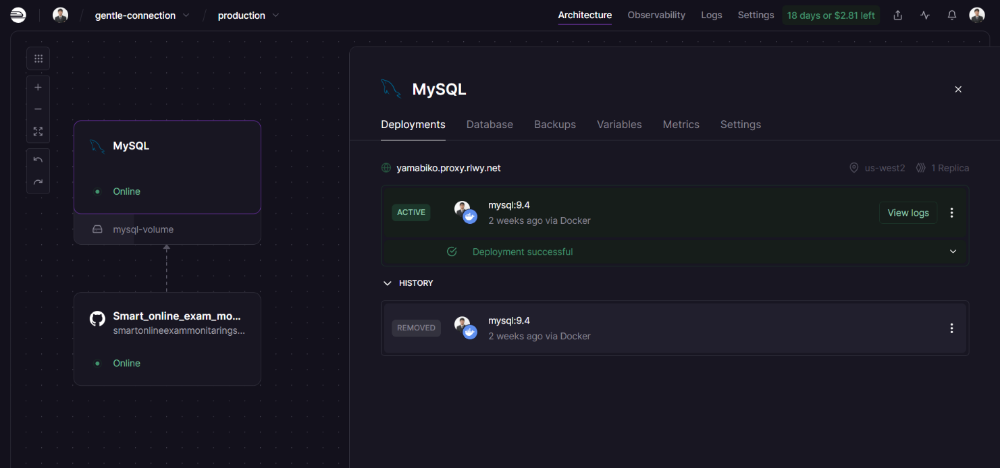 gentle-connection
production
Architecture
Observability
Logs
Settings
18 days or $2.81 left
MySQL
Online
mysql-volume
Smart_online_exam_mo...
smartonlineexammonitarings...
Online
MySQL
Deployments
Database
Backups
Variables
Metrics
Settings
yamabiko.proxy.rlwy.net
us-west2
1 Replica
ACTIVE
mysql:9.4
2 weeks ago via Docker
View logs
Deployment successful
HISTORY
REMOVED
mysql:9.4
2 weeks ago via Docker